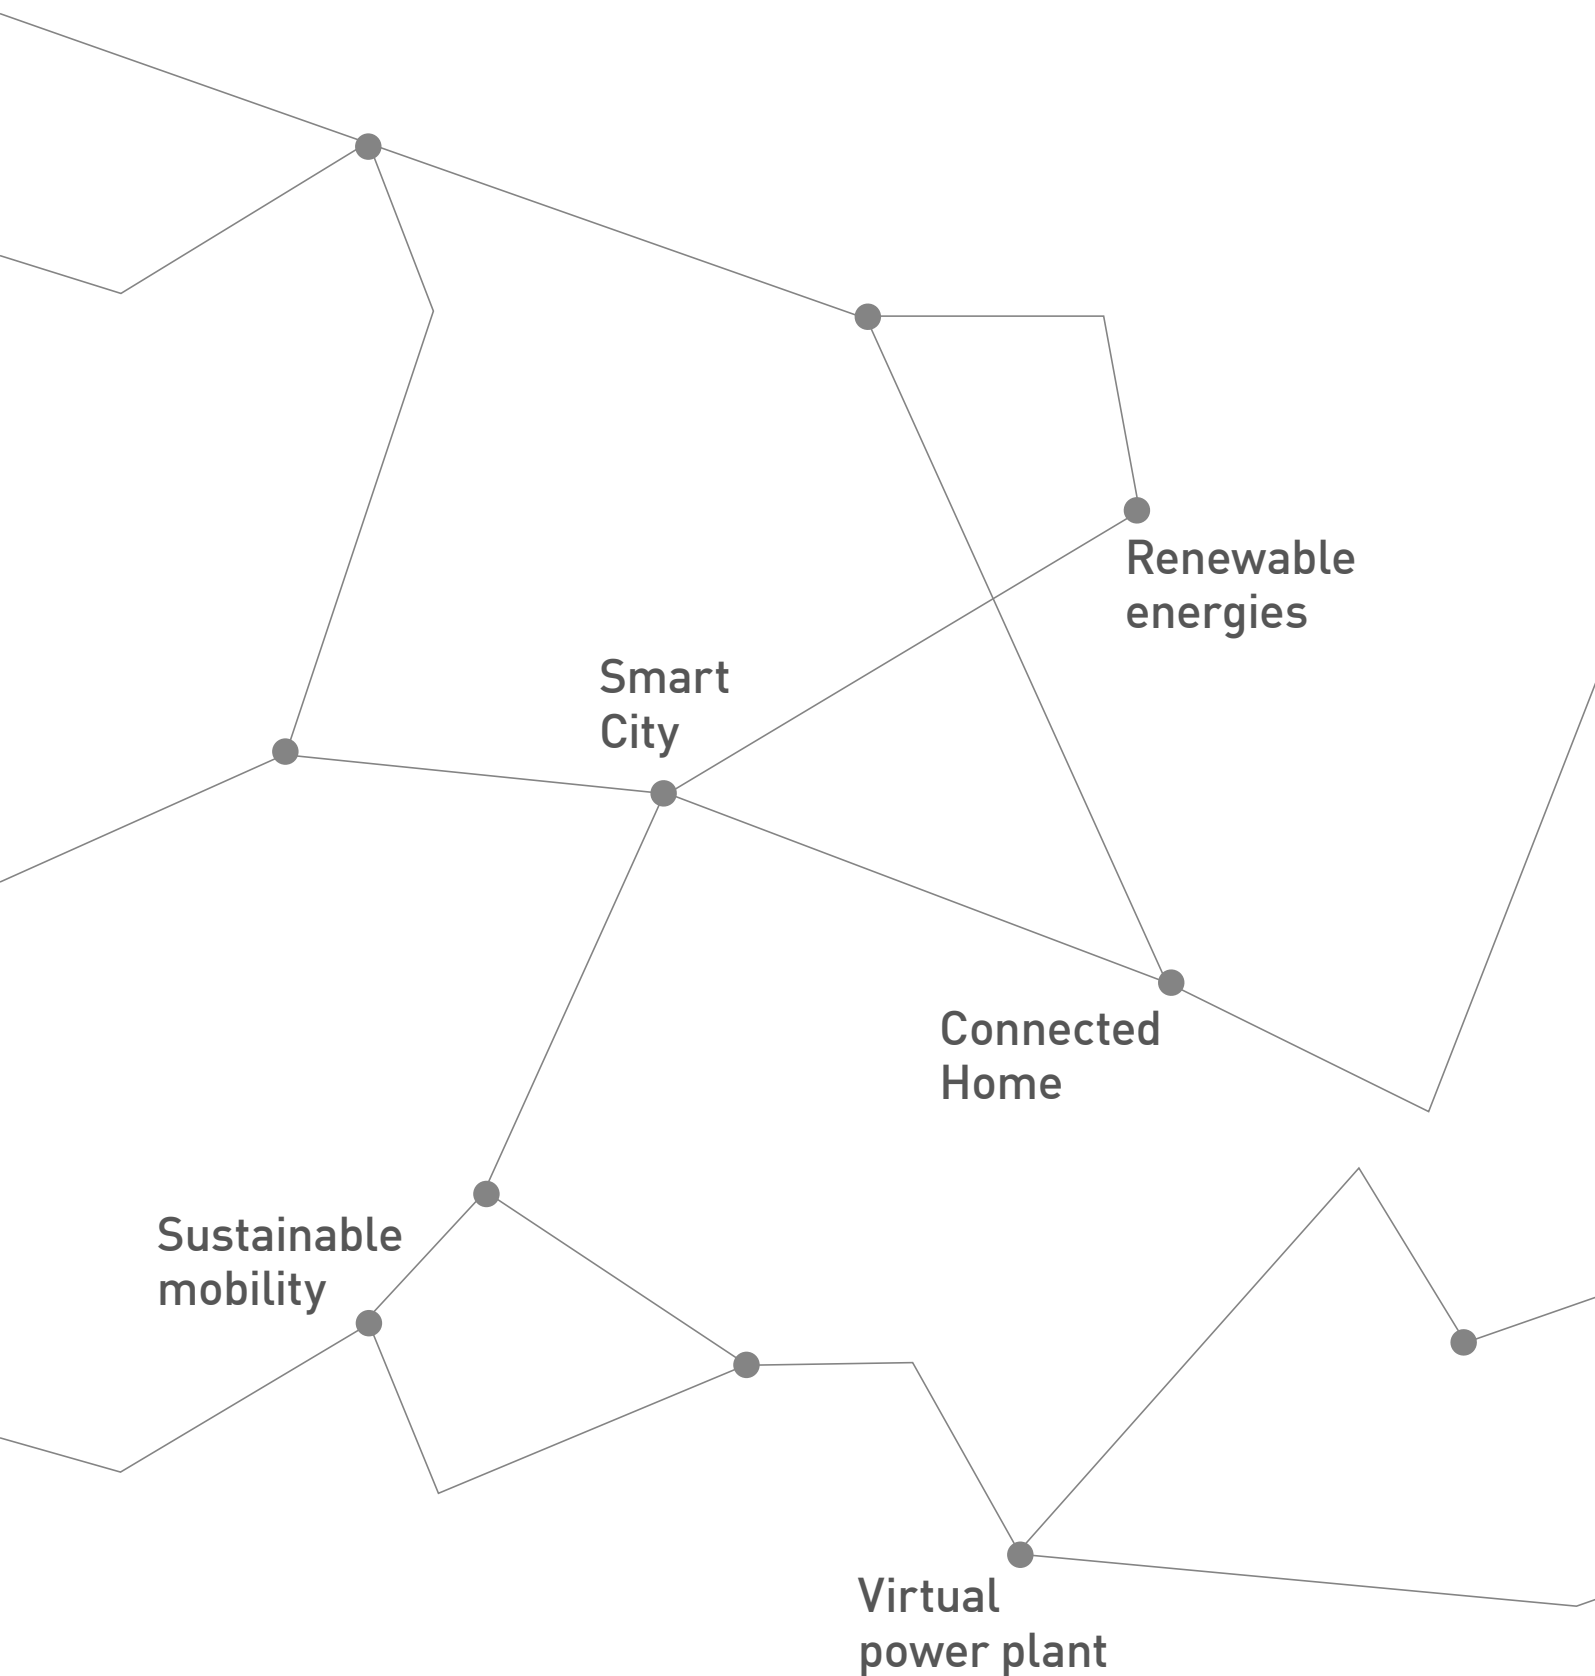 Renewable
energies
Smart
City
Connected
Home
Sustainable
mobility
Virtual
power plant